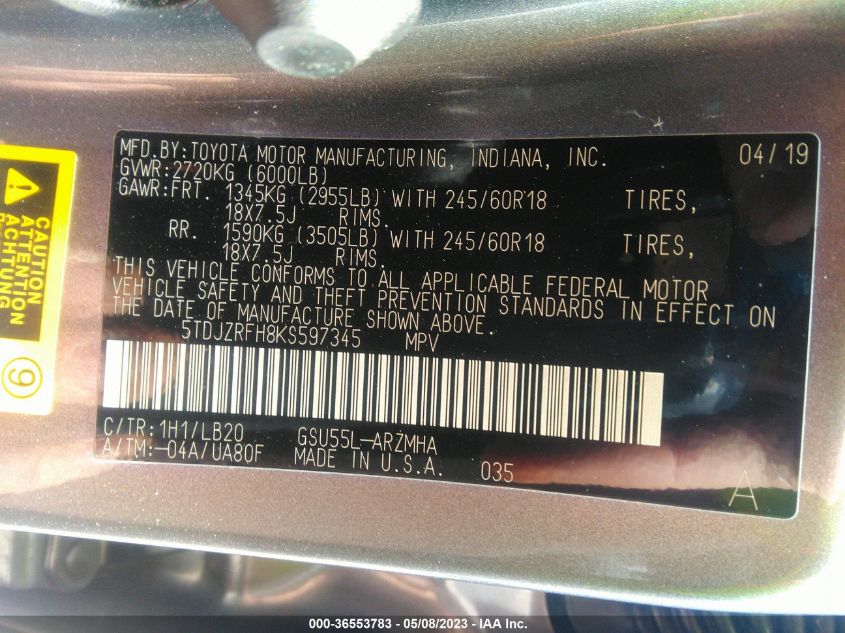 MFD.BY:TOYOTA MOTOR MANUFACTURING, INDIANA, INC. 04/19
GVWR:2720KG (6000LB)
GAWR:FRT. 1345KG (2955LB) WITH 245/60R18 TIRES,
18X7.5J RIMS.
RR. 1590KG (3505LB) WITH 245/60R18 TIRES,
18X7.5J RIMS.
THIS VEHICLE CONFORMS TO ALL APPLICABLE FEDERAL MOTOR
VEHICLE SAFETY AND THEFT PREVENTION STANDARDS IN EFFECT ON
THE DATE OF MANUFACTURE SHOWN ABOVE.
5TDJZRFH8KS597345 MPV
C/TR:1H1/LB20 GSU55L-ARZMHA
A/TM:-04A/UA80F MADE IN U.S.A. 035
A
CAUTION
ATTENTION
ACHTUNG
9
000-36553783 - 05/08/2023 - IAA Inc.